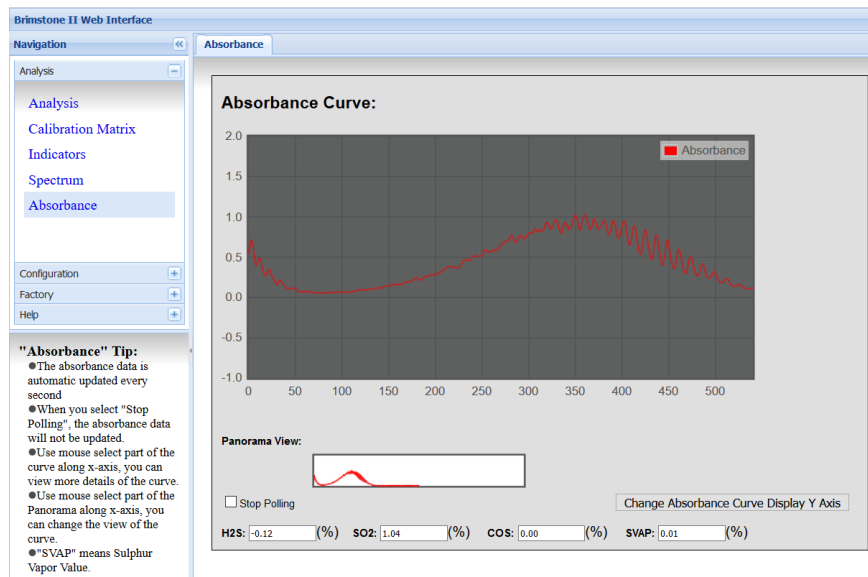 Brimstone II Web Interface
Navigation
Absorbance
Analysis
Analysis
Calibration Matrix
Indicators
Spectrum
Absorbance
Configuration
Factory
Help
"Absorbance" Tip:
●The absorbance data is
automatic updated every
second
●When you select "Stop
Polling", the absorbance data
will not be updated.
●Use mouse select part of the
curve along x-axis, you can
view more details of the curve.
●Use mouse select part of the
Panorama along x-axis, you
can change the view of the
curve.
●"SVAP" means Sulphur
Vapor Value.
Absorbance Curve:
Absorbance
2.0
1.5
1.0
0.5
0.0
-0.5
-1.0
0 50 100 150 200 250 300 350 400 450 500
Panorama View:
Stop Polling
Change Absorbance Curve Display Y Axis
H2S: -0.12 (%) SO2: 1.04 (%) COS: 0.00 (%) SVAP: 0.01 (%)